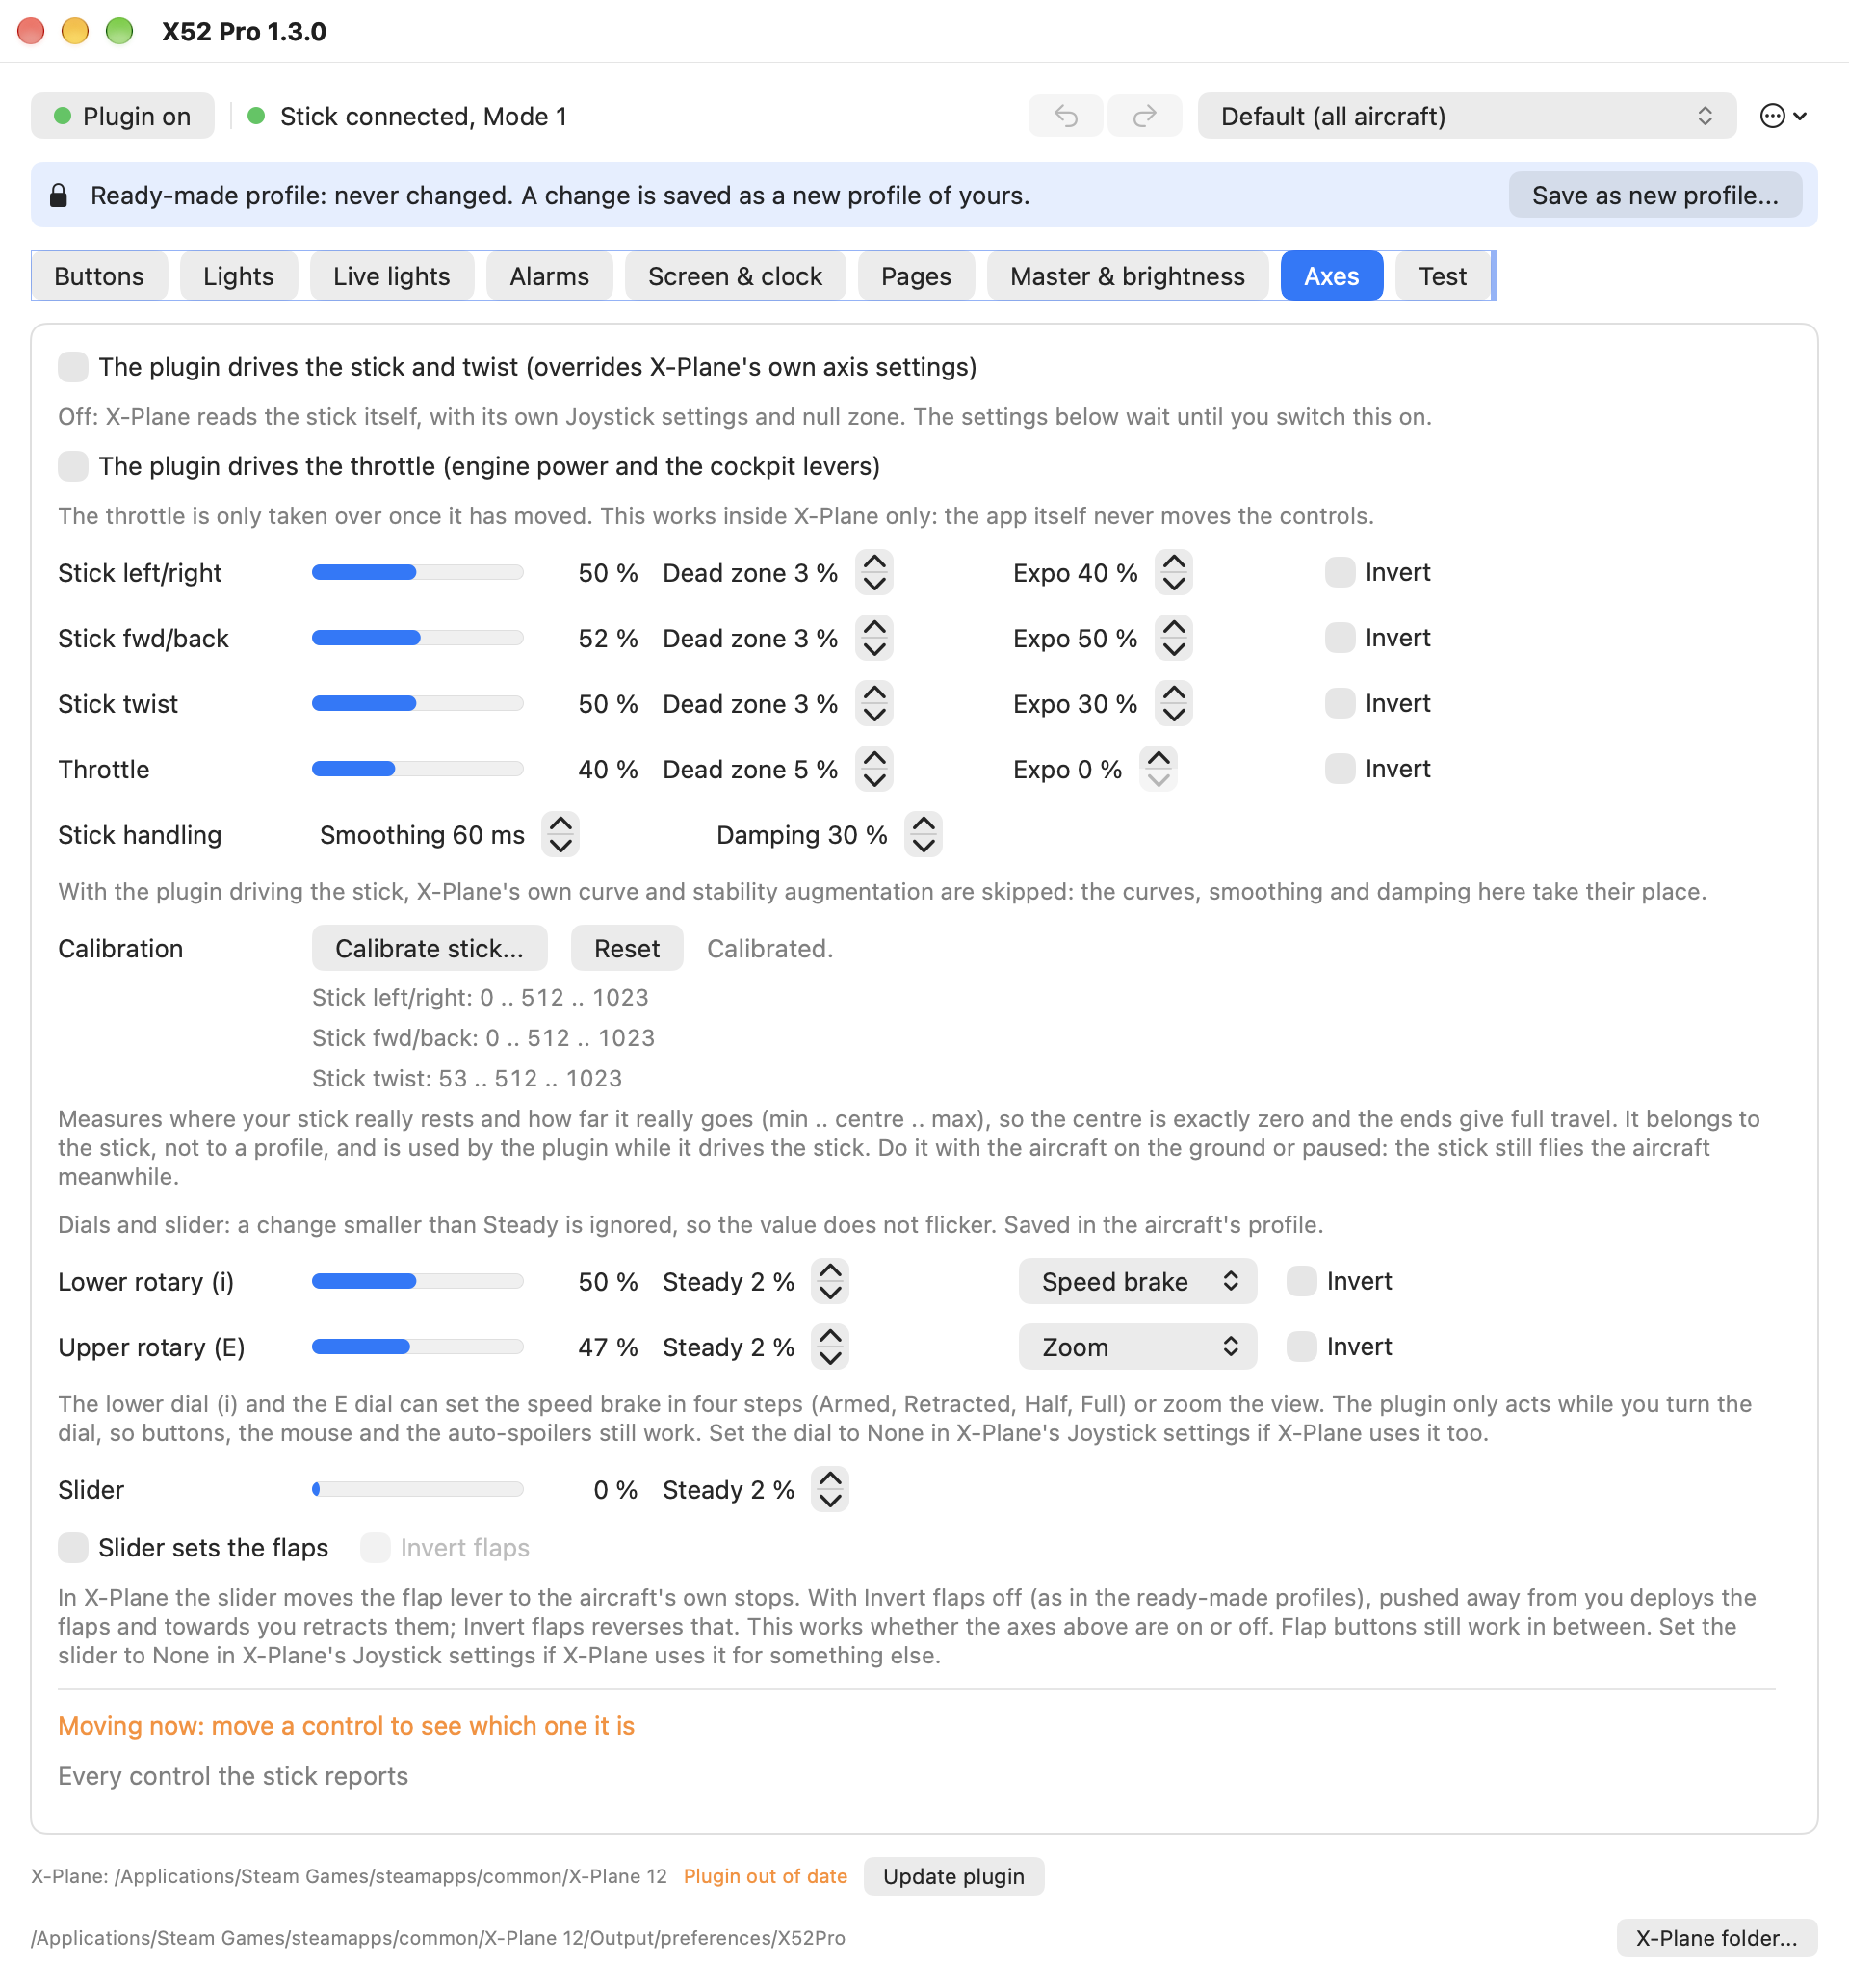 X52 Pro 1.3.0
Plugin on
Stick connected, Mode 1
Default (all aircraft)
Ready-made profile: never changed. A change is saved as a new profile of yours.
Save as new profile...
Buttons
Lights
Live lights
Alarms
Screen & clock
Pages
Master & brightness
Axes
Test
The plugin drives the stick and twist (overrides X-Plane's own axis settings)
Off: X-Plane reads the stick itself, with its own Joystick settings and null zone. The settings below wait until you switch this on.
The plugin drives the throttle (engine power and the cockpit levers)
The throttle is only taken over once it has moved. This works inside X-Plane only: the app itself never moves the controls.
Stick left/right 50 % Dead zone 3 % Expo 40 % Invert
Stick fwd/back 52 % Dead zone 3 % Expo 50 % Invert
Stick twist 50 % Dead zone 3 % Expo 30 % Invert
Throttle 40 % Dead zone 5 % Expo 0 % Invert
Stick handling Smoothing 60 ms Damping 30 %
With the plugin driving the stick, X-Plane's own curve and stability augmentation are skipped: the curves, smoothing and damping here take their place.
Calibration Calibrate stick... Reset Calibrated.
Stick left/right: 0 .. 512 .. 1023
Stick fwd/back: 0 .. 512 .. 1023
Stick twist: 53 .. 512 .. 1023
Measures where your stick really rests and how far it really goes (min .. centre .. max), so the centre is exactly zero and the ends give full travel. It belongs to
the stick, not to a profile, and is used by the plugin while it drives the stick. Do it with the aircraft on the ground or paused: the stick still flies the aircraft
meanwhile.
Dials and slider: a change smaller than Steady is ignored, so the value does not flicker. Saved in the aircraft's profile.
Lower rotary (i) 50 % Steady 2 % Speed brake Invert
Upper rotary (E) 47 % Steady 2 % Zoom Invert
The lower dial (i) and the E dial can set the speed brake in four steps (Armed, Retracted, Half, Full) or zoom the view. The plugin only acts while you turn the
dial, so buttons, the mouse and the auto-spoilers still work. Set the dial to None in X-Plane's Joystick settings if X-Plane uses it too.
Slider 0 % Steady 2 %
Slider sets the flaps Invert flaps
In X-Plane the slider moves the flap lever to the aircraft's own stops. With Invert flaps off (as in the ready-made profiles), pushed away from you deploys the
flaps and towards you retracts them; Invert flaps reverses that. This works whether the axes above are on or off. Flap buttons still work in between. Set the
slider to None in X-Plane's Joystick settings if X-Plane uses it for something else.
Moving now: move a control to see which one it is
Every control the stick reports
X-Plane: /Applications/Steam Games/steamapps/common/X-Plane 12 Plugin out of date Update plugin
/Applications/Steam Games/steamapps/common/X-Plane 12/Output/preferences/X52Pro X-Plane folder...